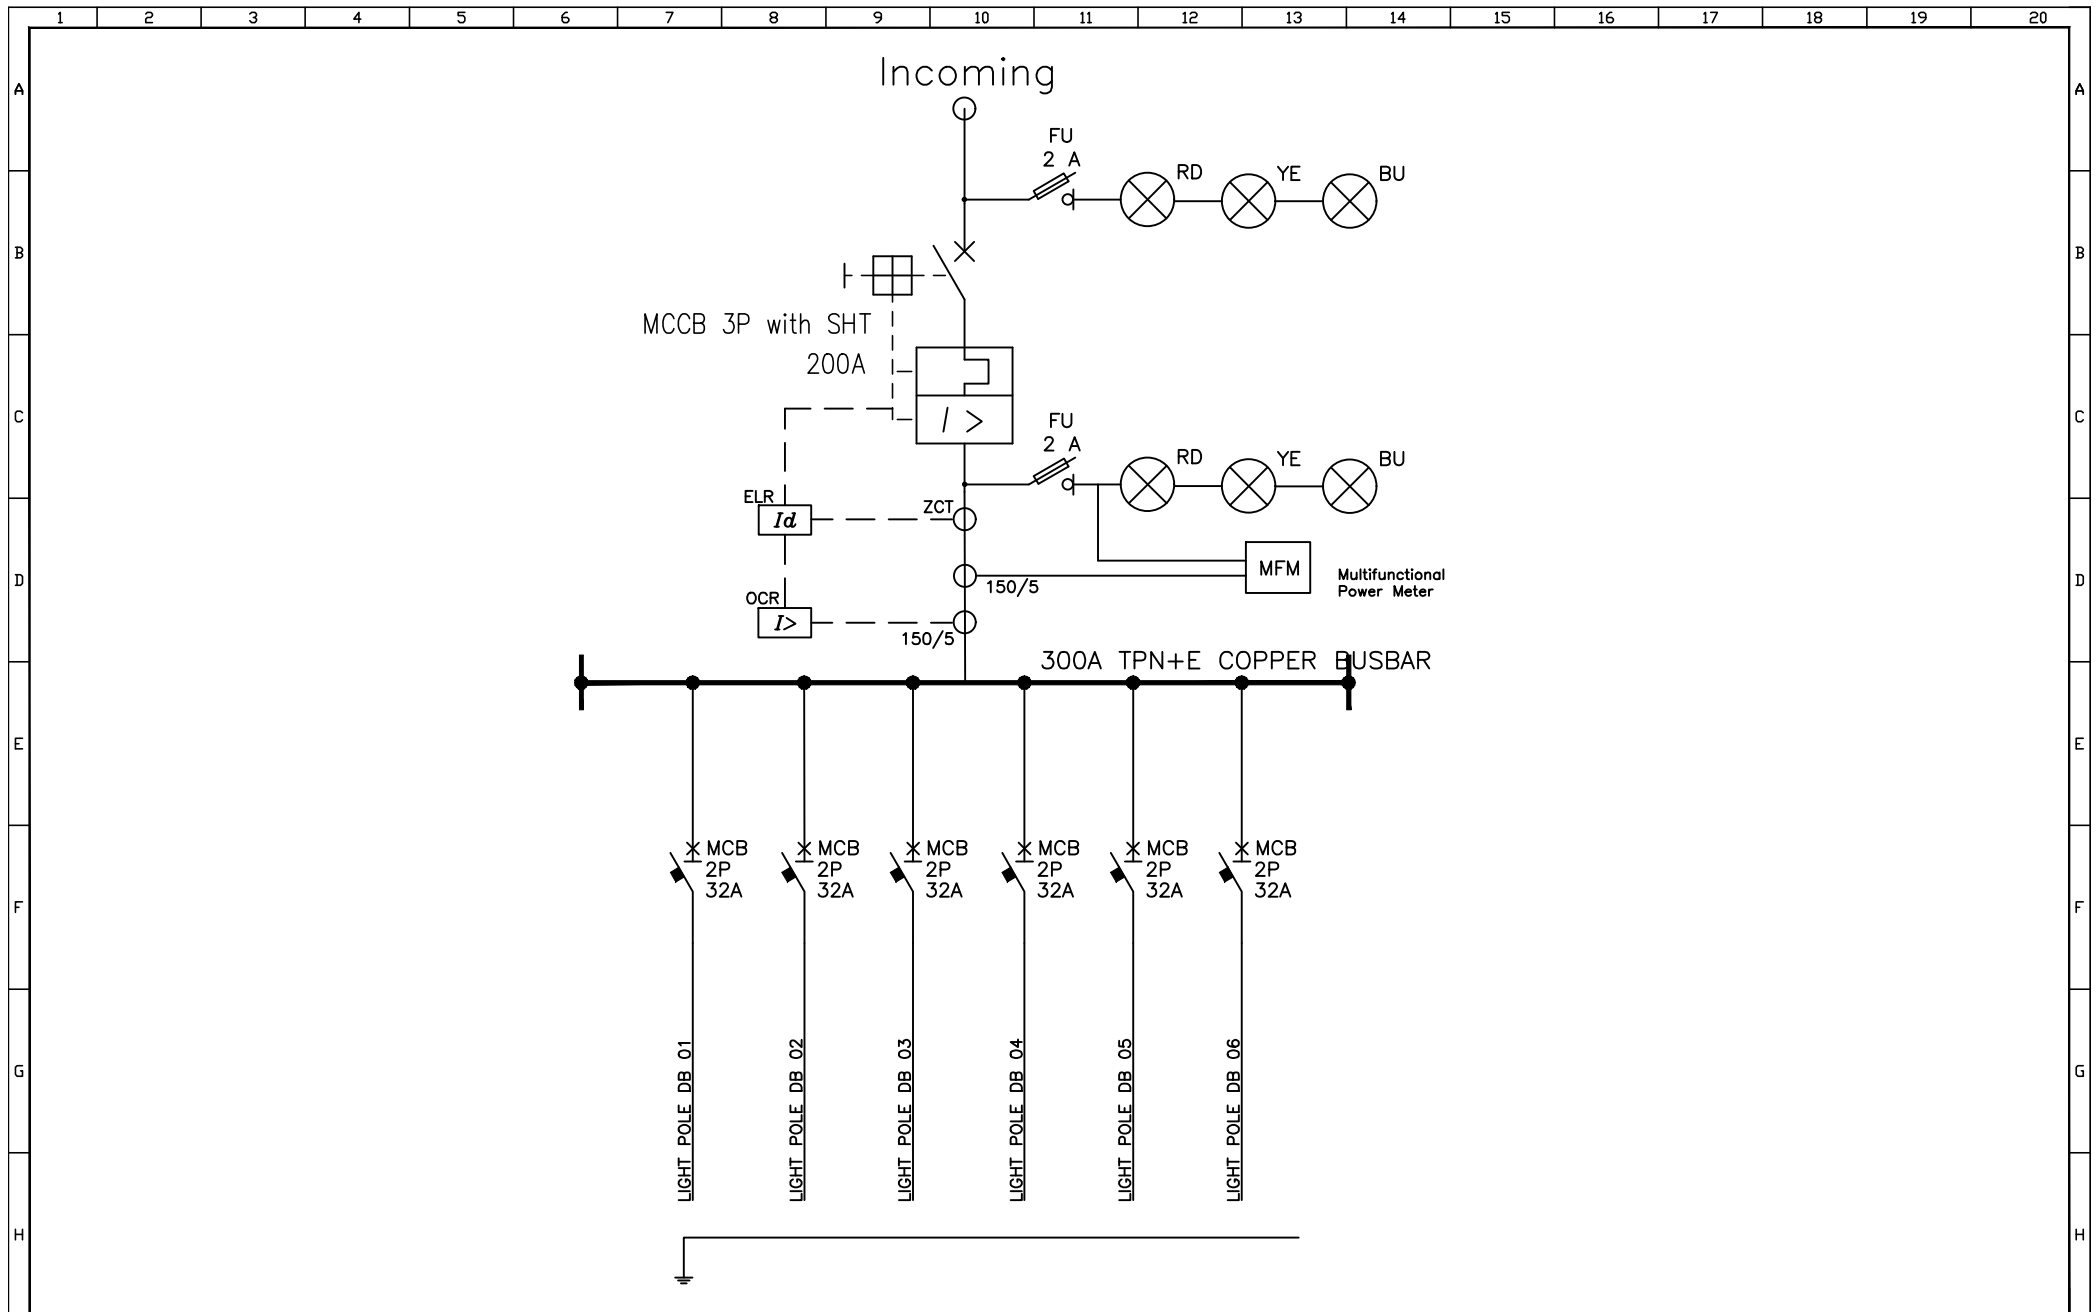 1 2 3 4 5 6 7 8 9 10 11 12 13 14 15 16 17 18 19 20
Incoming
A A
FU
2 A
RD YE BU
B B
MCCB 3P with SHT
200A
I >
C C
FU
2 A
RD YE BU
ELR
Id
ZCT
MFM
Multifunctional
Power Meter
D D
150/5
OCR
I>
150/5
300A TPN+E COPPER BUSBAR
E E
MCB MCB MCB MCB MCB MCB
2P 2P 2P 2P 2P 2P
32A 32A 32A 32A 32A 32A
F F
LIGHT POLE DB 01
LIGHT POLE DB 02
LIGHT POLE DB 03
LIGHT POLE DB 04
LIGHT POLE DB 05
LIGHT POLE DB 06
G G
H H